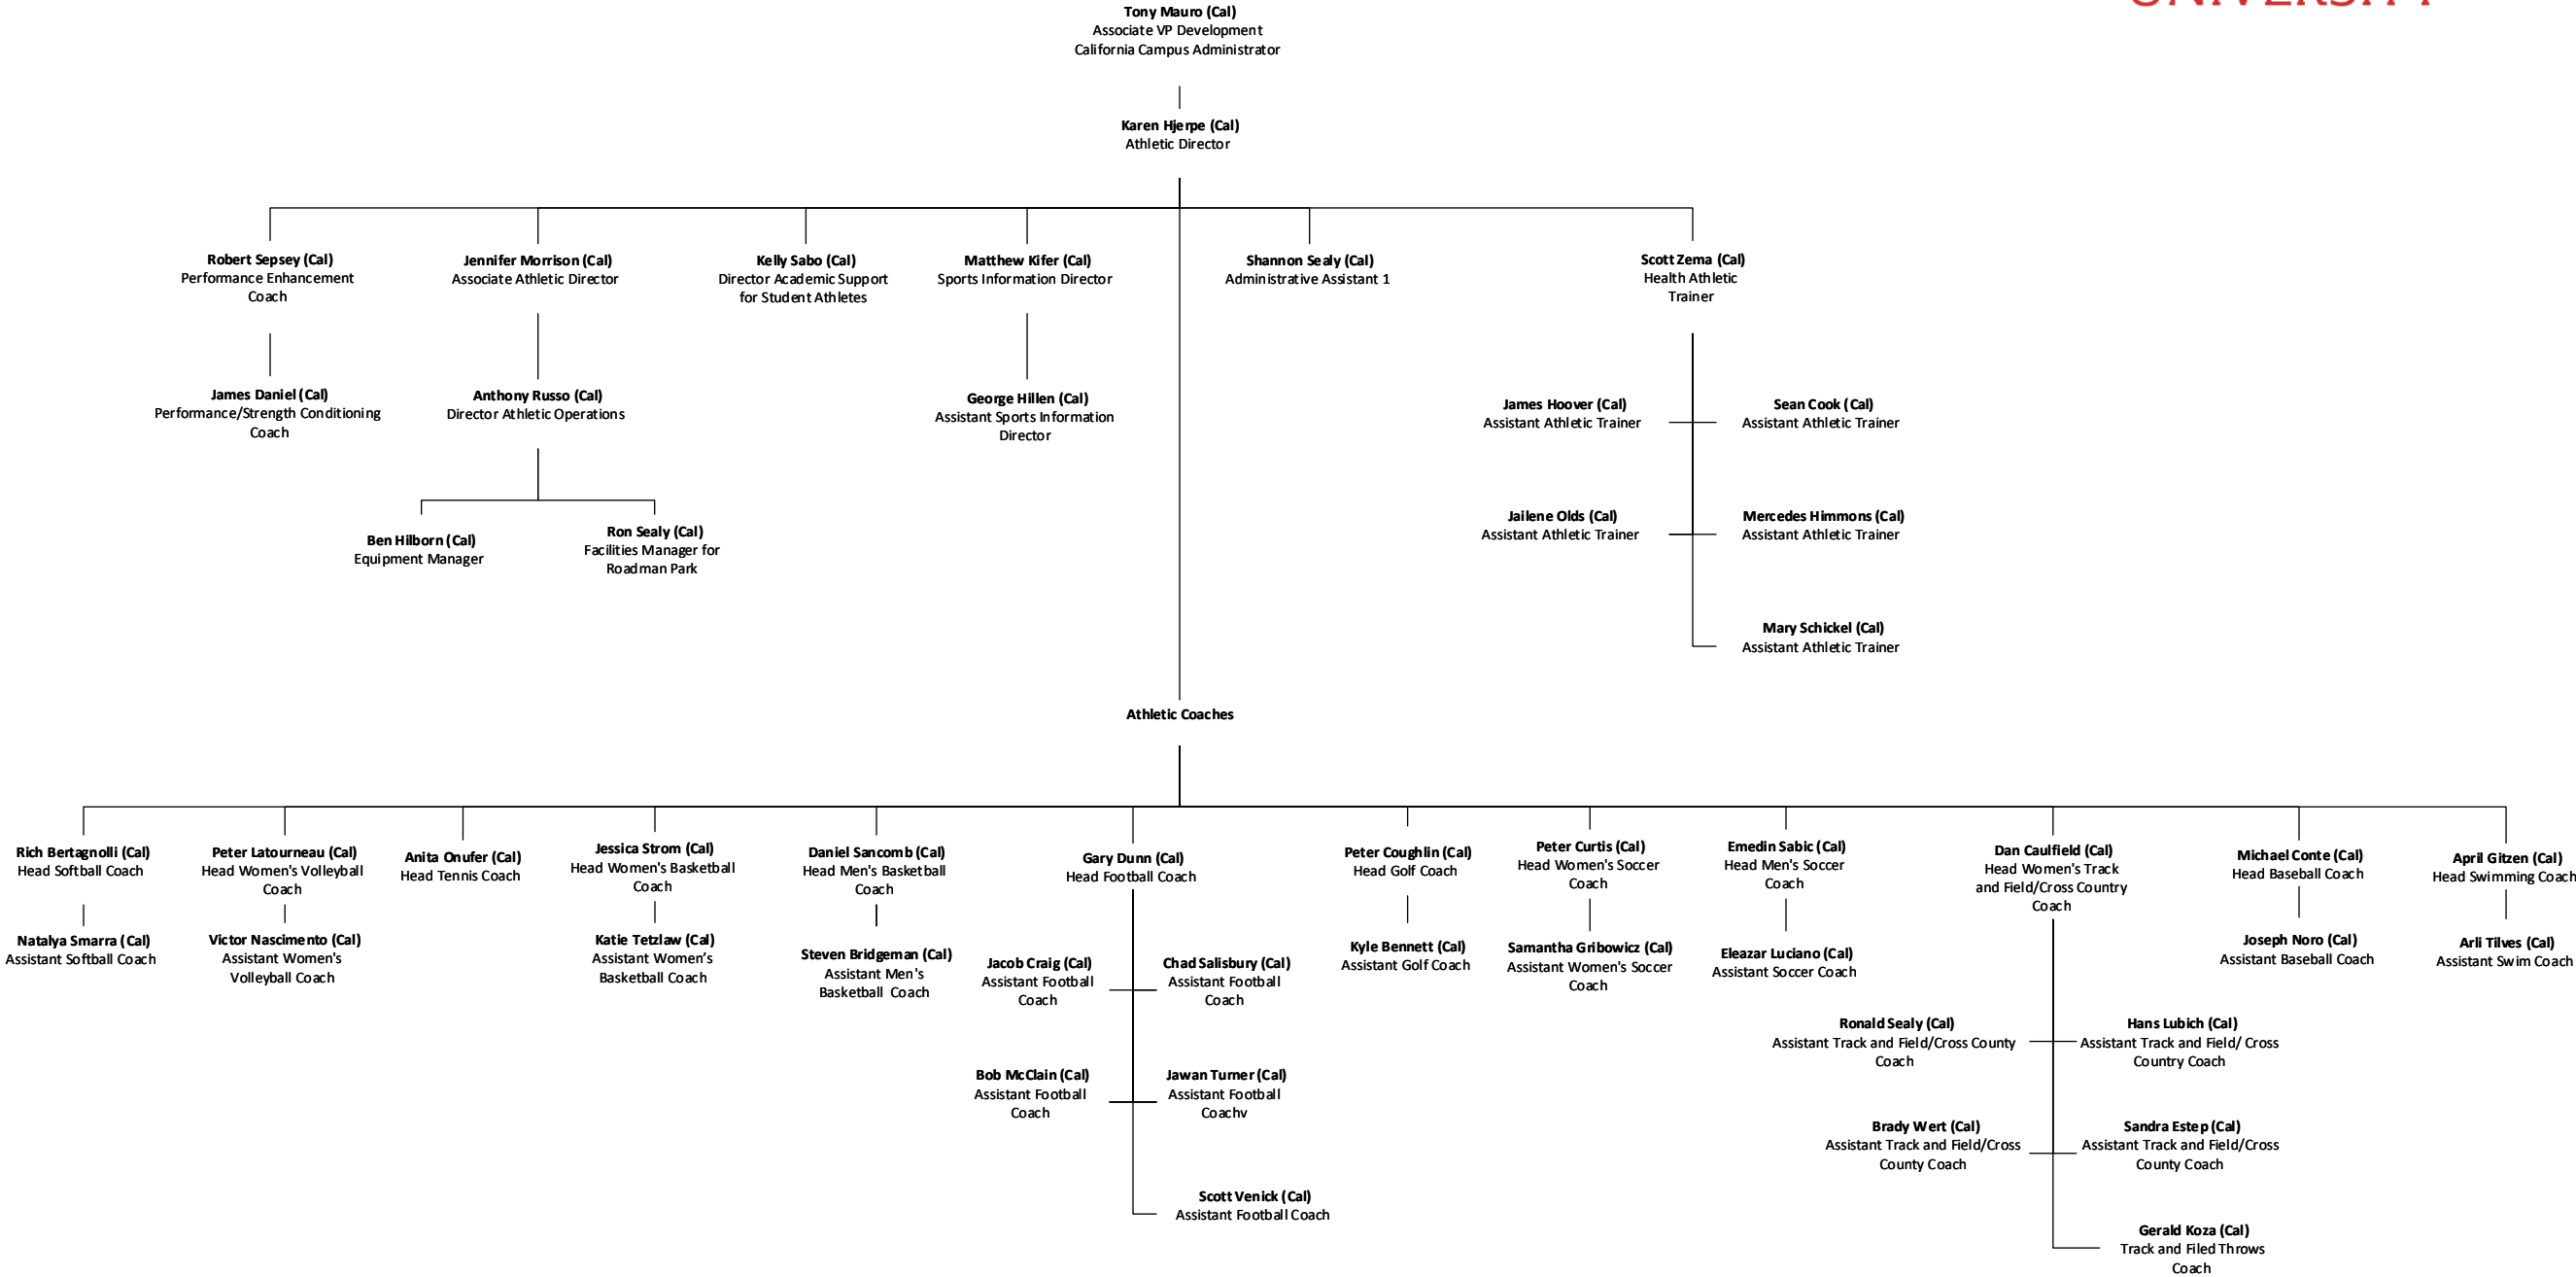 UNIVERSITY
Tony Mauro (Cal)
Associate VP Development
California Campus Administrator
Karen Hjerpe (Cal)
Athletic Director
Robert Sepsey (Cal)
Performance Enhancement
Coach
Jennifer Morrison (Cal)
Associate Athletic Director
Kelly Sabo (Cal)
Director Academic Support
for Student Athletes
Matthew Kifer (Cal)
Sports Information Director
Shannon Sealy (Cal)
Administrative Assistant 1
Scott Zema (Cal)
Health Athletic
Trainer
James Daniel (Cal)
Performance/Strength Conditioning
Coach
Anthony Russo (Cal)
Director Athletic Operations
George Hillen (Cal)
Assistant Sports Information
Director
James Hoover (Cal)
Assistant Athletic Trainer
Sean Cook (Cal)
Assistant Athletic Trainer
Ben Hilborn (Cal)
Equipment Manager
Ron Sealy (Cal)
Facilities Manager for
Roadman Park
Jailene Olds (Cal)
Assistant Athletic Trainer
Mercedes Himmons (Cal)
Assistant Athletic Trainer
Mary Schickel (Cal)
Assistant Athletic Trainer
Athletic Coaches
Rich Bertagnolli (Cal)
Head Softball Coach
Peter Latourneau (Cal)
Head Women's Volleyball
Coach
Anita Onufer (Cal)
Head Tennis Coach
Jessica Strom (Cal)
Head Women's Basketball
Coach
Daniel Sancomb (Cal)
Head Men's Basketball
Coach
Gary Dunn (Cal)
Head Football Coach
Peter Coughlin (Cal)
Head Golf Coach
Peter Curtis (Cal)
Head Women's Soccer
Coach
Emedin Sabic (Cal)
Head Men's Soccer
Coach
Dan Caulfield (Cal)
Head Women's Track
and Field/Cross Country
Coach
Michael Conte (Cal)
Head Baseball Coach
April Gitzen (Cal)
Head Swimming Coach
Natalya Smarra (Cal)
Assistant Softball Coach
Victor Nascimento (Cal)
Assistant Women's
Volleyball Coach
Katie Tetzlaw (Cal)
Assistant Women’s
Basketball Coach
Steven Bridgeman (Cal)
Assistant Men's
Basketball Coach
Jacob Craig (Cal)
Assistant Football
Coach
Chad Salisbury (Cal)
Assistant Football
Coach
Kyle Bennett (Cal)
Assistant Golf Coach
Samantha Gribowicz (Cal)
Assistant Women's Soccer
Coach
Eleazar Luciano (Cal)
Assistant Soccer Coach
Joseph Noro (Cal)
Assistant Baseball Coach
Arli Tilves (Cal)
Assistant Swim Coach
Ronald Sealy (Cal)
Assistant Track and Field/Cross County
Coach
Hans Lubich (Cal)
Assistant Track and Field/ Cross
Country Coach
Bob McClain (Cal)
Assistant Football
Coach
Jawan Turner (Cal)
Assistant Football
Coachv
Brady Wert (Cal)
Assistant Track and Field/Cross
County Coach
Sandra Estep (Cal)
Assistant Track and Field/Cross
County Coach
Scott Venick (Cal)
Assistant Football Coach
Gerald Koza (Cal)
Track and Filed Throws
Coach